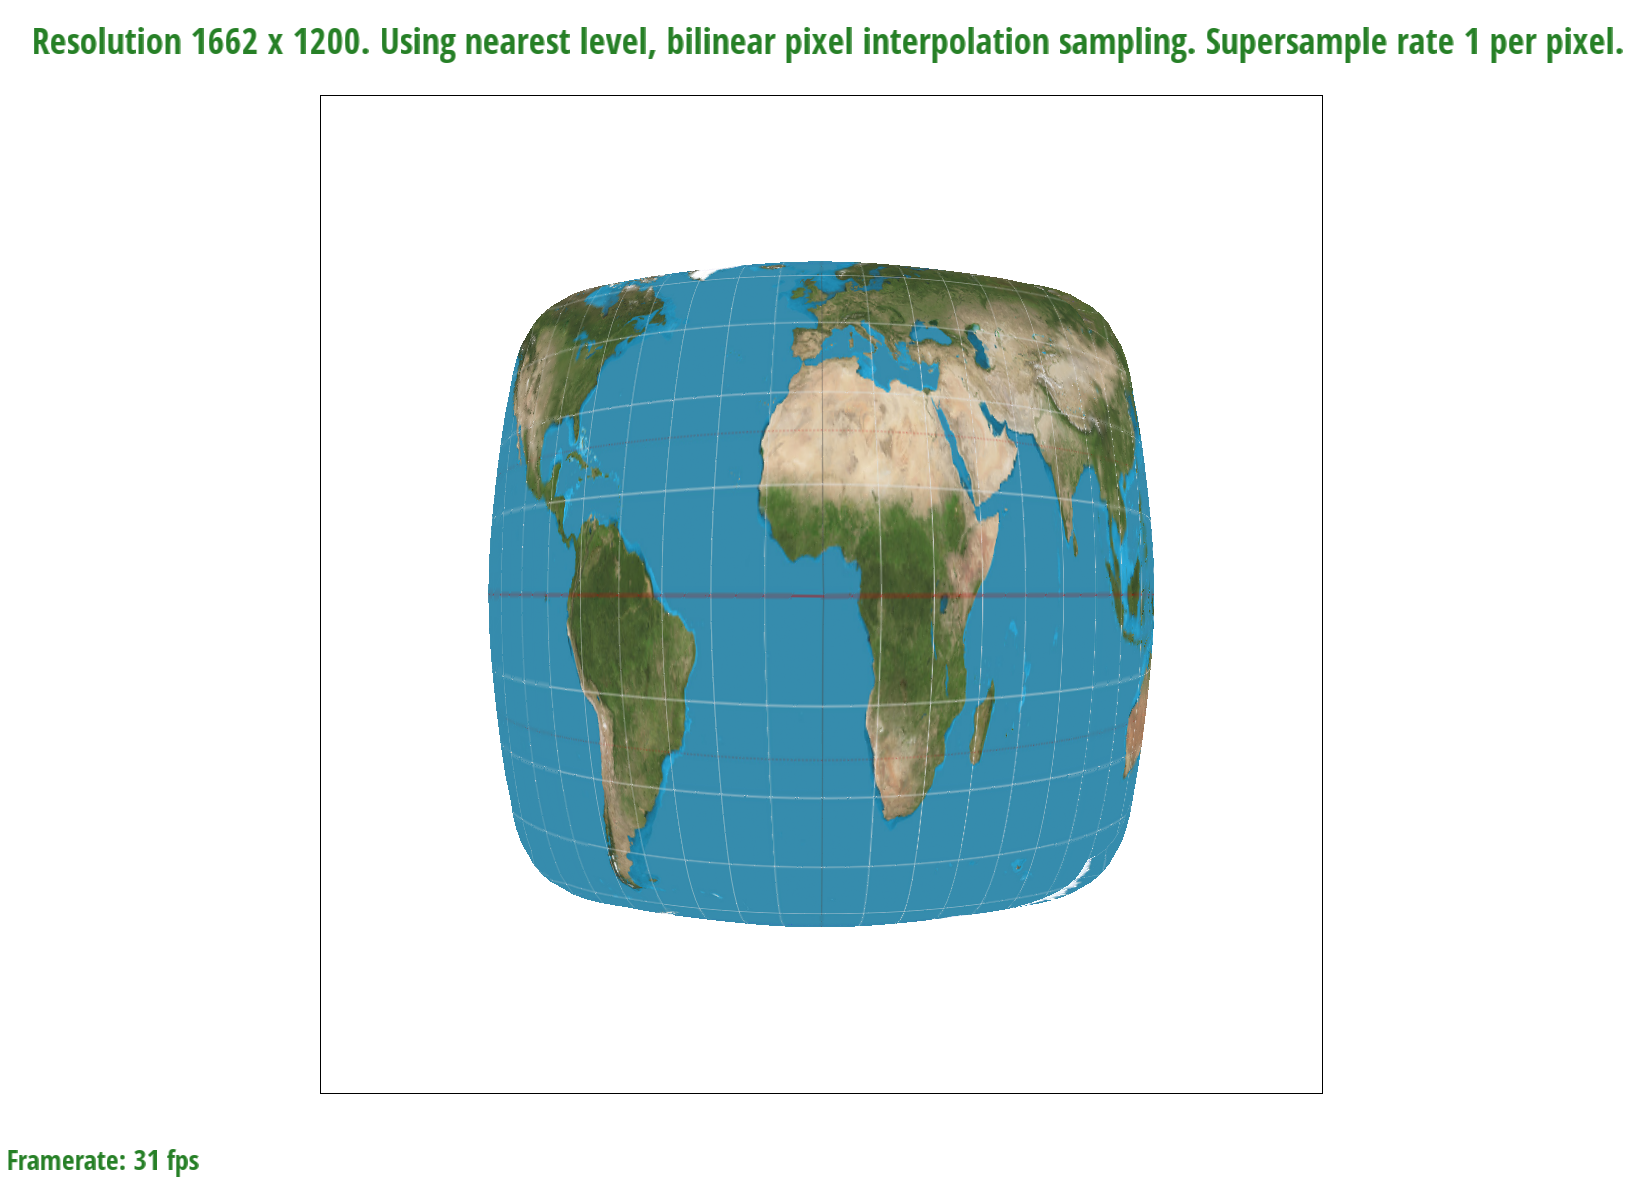 Resolution 1662 x 1200. Using nearest level, bilinear pixel interpolation sampling. Supersample rate 1 per pixel.
Framerate: 31 fps